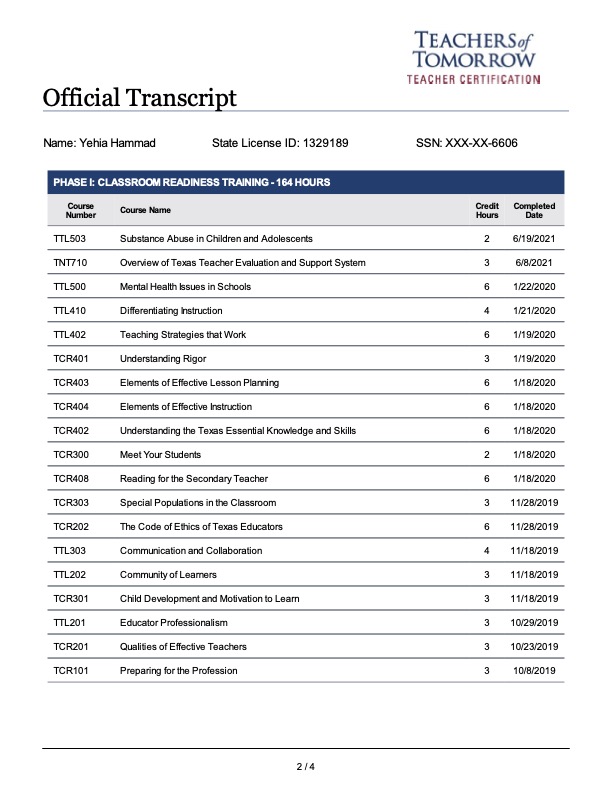 TEACHERS of
TOMORROW
TEACHER CERTIFICATION
Official Transcript
Name: Yehia Hammad State License ID: 1329189 SSN: XXX-XX-6606
PHASE I: CLASSROOM READINESS TRAINING - 164 HOURS
Course Number Course Name Credit Hours Completed Date
TTL503 Substance Abuse in Children and Adolescents 2 6/19/2021
TNT710 Overview of Texas Teacher Evaluation and Support System 3 6/8/2021
TTL500 Mental Health Issues in Schools 6 1/22/2020
TTL410 Differentiating Instruction 4 1/21/2020
TTL402 Teaching Strategies that Work 6 1/19/2020
TCR401 Understanding Rigor 3 1/19/2020
TCR403 Elements of Effective Lesson Planning 6 1/18/2020
TCR404 Elements of Effective Instruction 6 1/18/2020
TCR402 Understanding the Texas Essential Knowledge and Skills 6 1/18/2020
TCR300 Meet Your Students 2 1/18/2020
TCR408 Reading for the Secondary Teacher 6 1/18/2020
TCR303 Special Populations in the Classroom 3 11/28/2019
TCR202 The Code of Ethics of Texas Educators 6 11/28/2019
TTL303 Communication and Collaboration 4 11/18/2019
TTL202 Community of Learners 3 11/18/2019
TCR301 Child Development and Motivation to Learn 3 11/18/2019
TTL201 Educator Professionalism 3 10/29/2019
TCR201 Qualities of Effective Teachers 3 10/23/2019
TCR101 Preparing for the Profession 3 10/8/2019
2 / 4